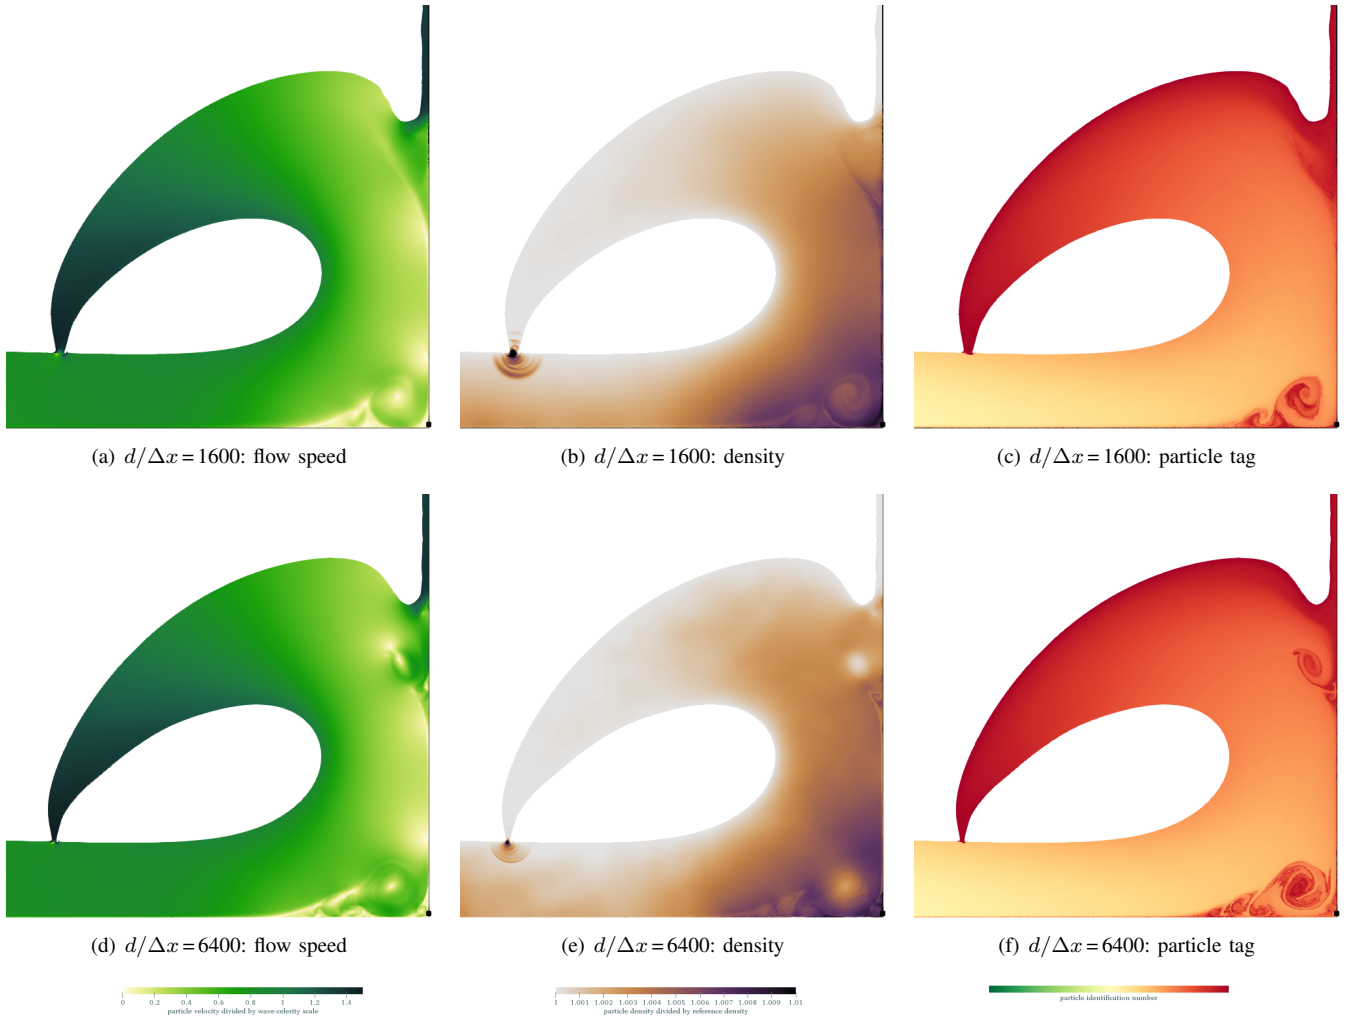 (a) d/Δx = 1600: flow speed
(b) d/Δx = 1600: density
(c) d/Δx = 1600: particle tag
(d) d/Δx = 6400: flow speed
(e) d/Δx = 6400: density
(f) d/Δx = 6400: particle tag
0 0.2 0.4 0.6 0.8 1 1.2 1.4
particle velocity divided by wave-celerity scale
1 1.001 1.002 1.003 1.004 1.005 1.006 1.007 1.008 1.009 1.01
particle density divided by reference density
particle identification number